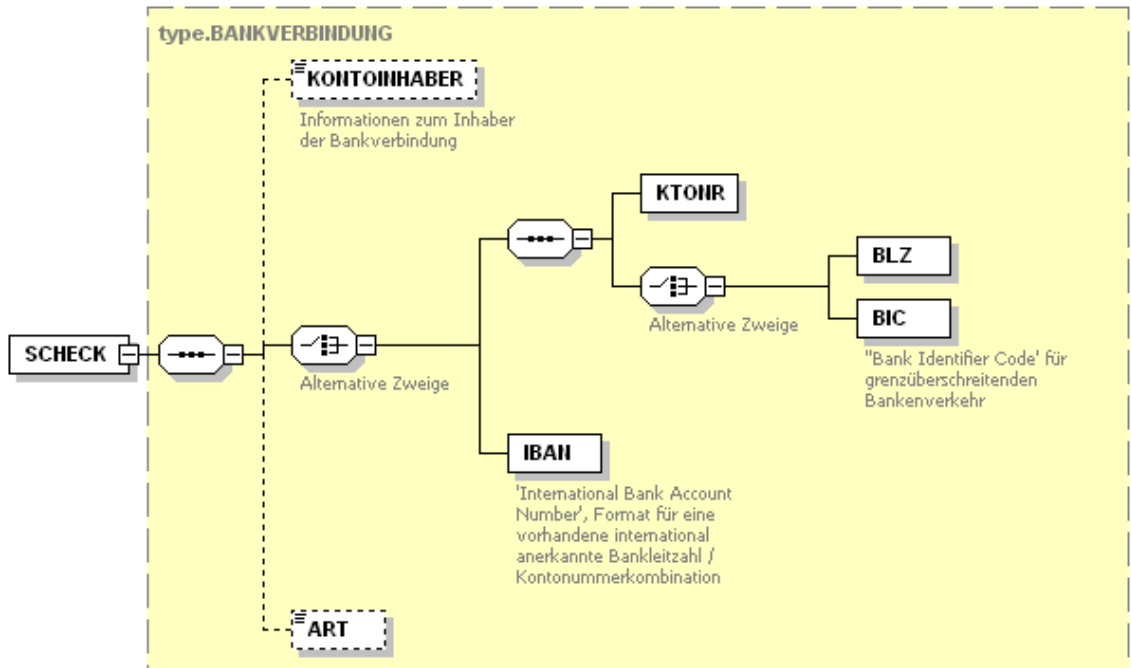 type.BANKVERBINDUNG
KONTOINHABER
Informationen zum Inhaber
der Bankverbindung
KTONR
BLZ
Alternative Zweige
BIC
"Bank Identifier Code' für
grenzüberschreitenden
Bankenverkehr
SCHECK
Alternative Zweige
IBAN
'International Bank Account
Number', Format für eine
vorhandene international
anerkannte Bankleitzahl /
Kontonummerkombination
ART